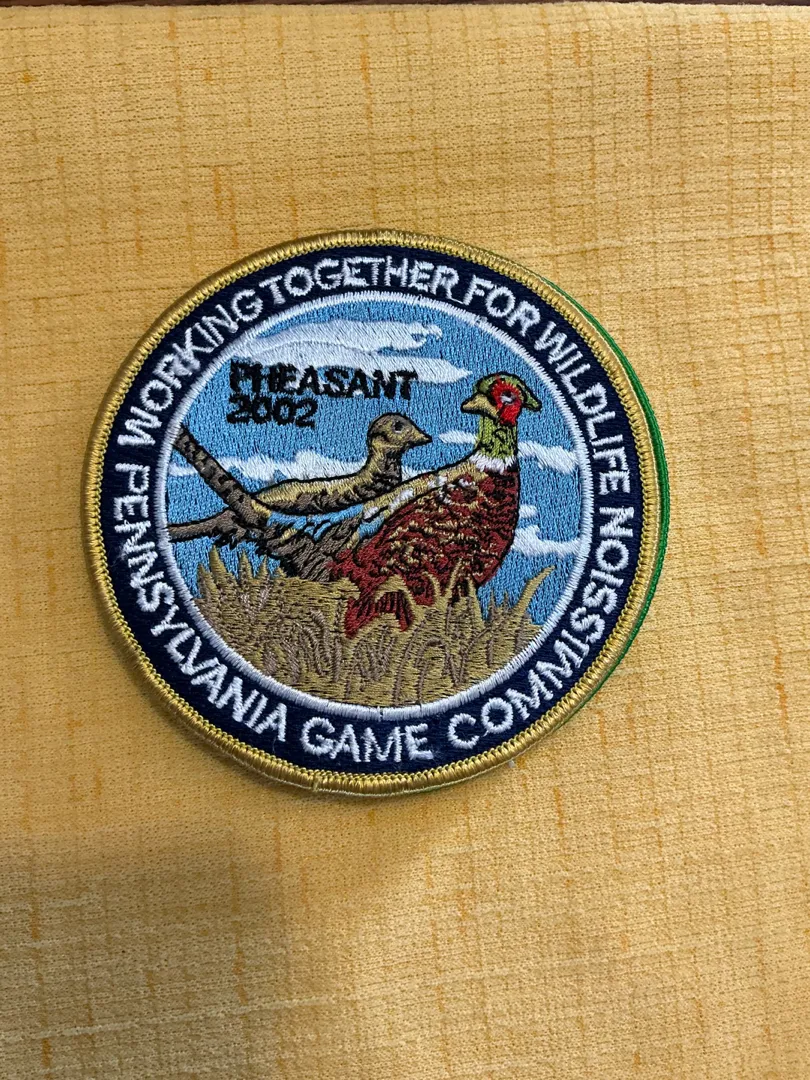 WORKING TOGETHER FOR WILDLIFE
PHEASANT
2002
PENNSYLVANIA GAME COMMISSION